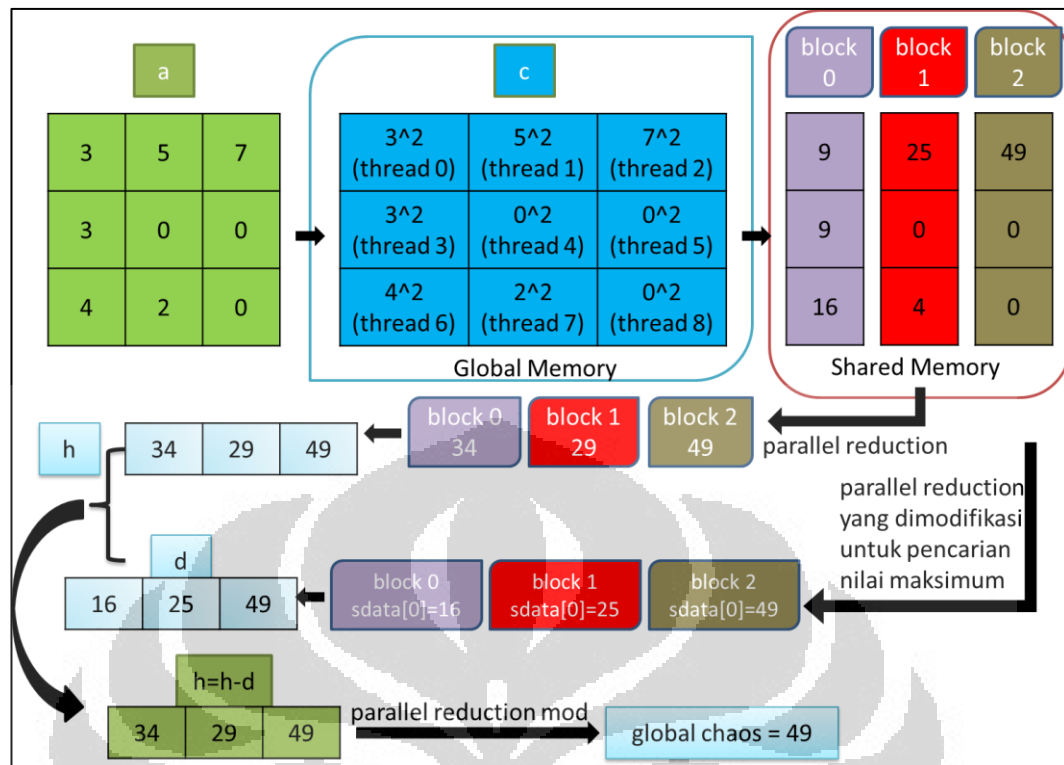 a
c
block 0
block 1
block 2
3 5 7
3 0 0
4 2 0
3^2 (thread 0) 5^2 (thread 1) 7^2 (thread 2)
3^2 (thread 3) 0^2 (thread 4) 0^2 (thread 5)
4^2 (thread 6) 2^2 (thread 7) 0^2 (thread 8)
Global Memory
9 25 49
9 0 0
16 4 0
Shared Memory
h
34 29 49
block 0 34
block 1 29
block 2 49
parallel reduction
parallel reduction
yang dimodifikasi
untuk pencarian
nilai maksimum
d
16 25 49
block 0 sdata[0]=16
block 1 sdata[0]=25
block 2 sdata[0]=49
h=h-d
34 29 49
parallel reduction mod
global chaos = 49